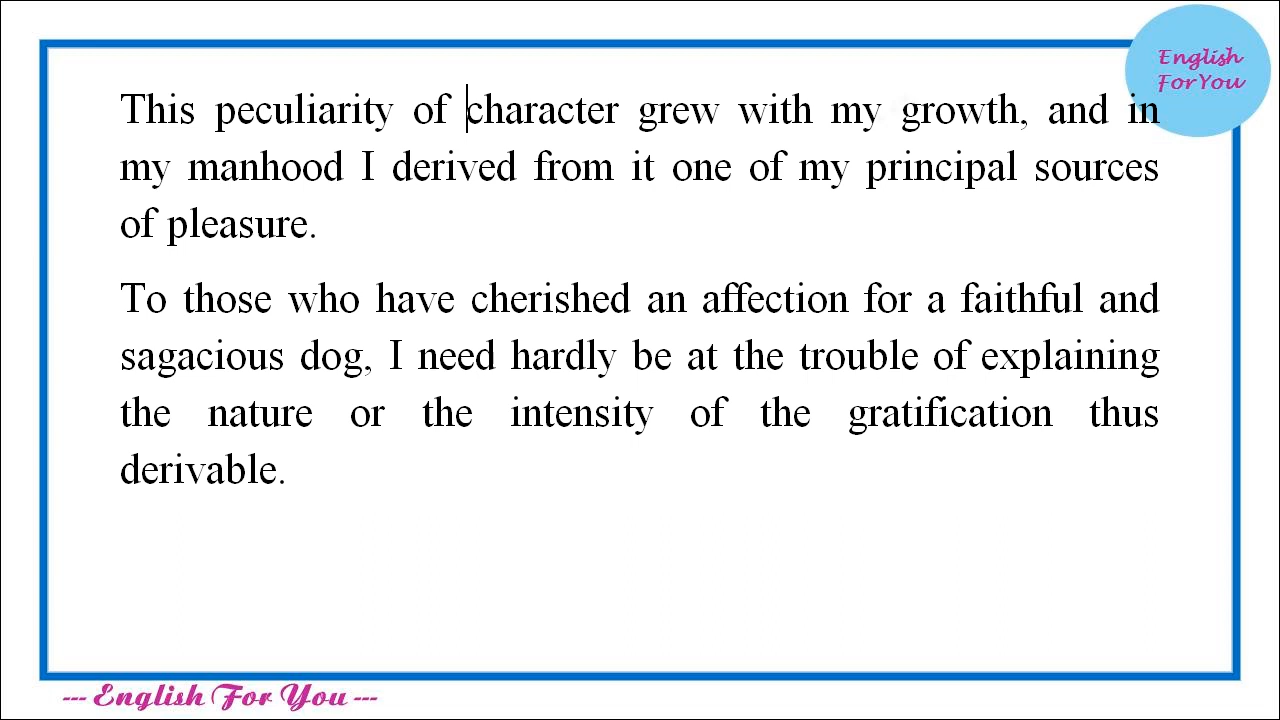 English
ForYou
This peculiarity of character grew with my growth, and in
my manhood I derived from it one of my principal sources
of pleasure.
To those who have cherished an affection for a faithful and
sagacious dog, I need hardly be at the trouble of explaining
the nature or the intensity of the gratification thus
derivable.
--- English For You ---